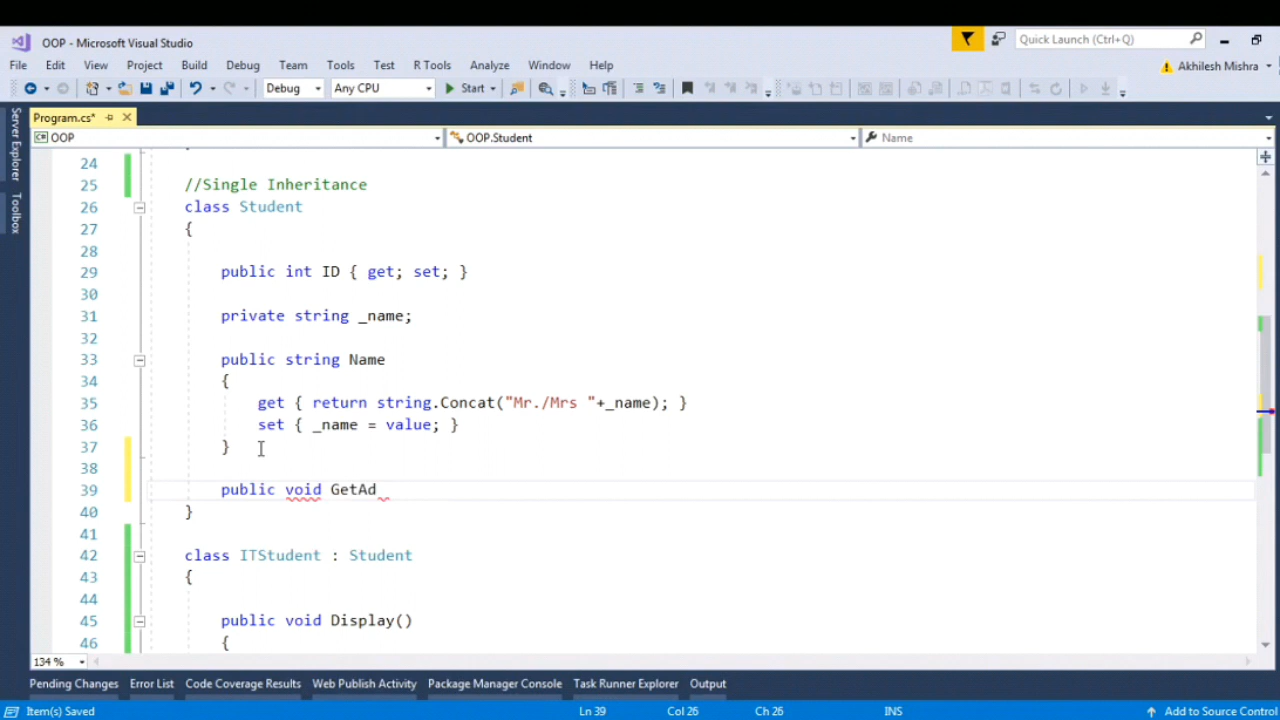 OOP - Microsoft Visual Studio
Quick Launch (Ctrl+Q)
File Edit View Project Build Debug Team Tools Test R Tools Analyze Window Help
Akhilesh Mishra
Debug Any CPU Start
Server Explorer
Toolbox
Program.cs*
OOP OOP.Student Name
24
25 //Single Inheritance
26 class Student
27 {
28
29 public int ID { get; set; }
30
31 private string _name;
32
33 public string Name
34 {
35 get { return string.Concat("Mr./Mrs "+_name); }
36 set { _name = value; }
37 }
38
39 public void GetAd
40 }
41
42 class ITStudent : Student
43 {
44
45 public void Display()
46 {
134 %
Pending Changes Error List Code Coverage Results Web Publish Activity Package Manager Console Task Runner Explorer Output
Item(s) Saved Ln 39 Col 26 Ch 26 INS Add to Source Control